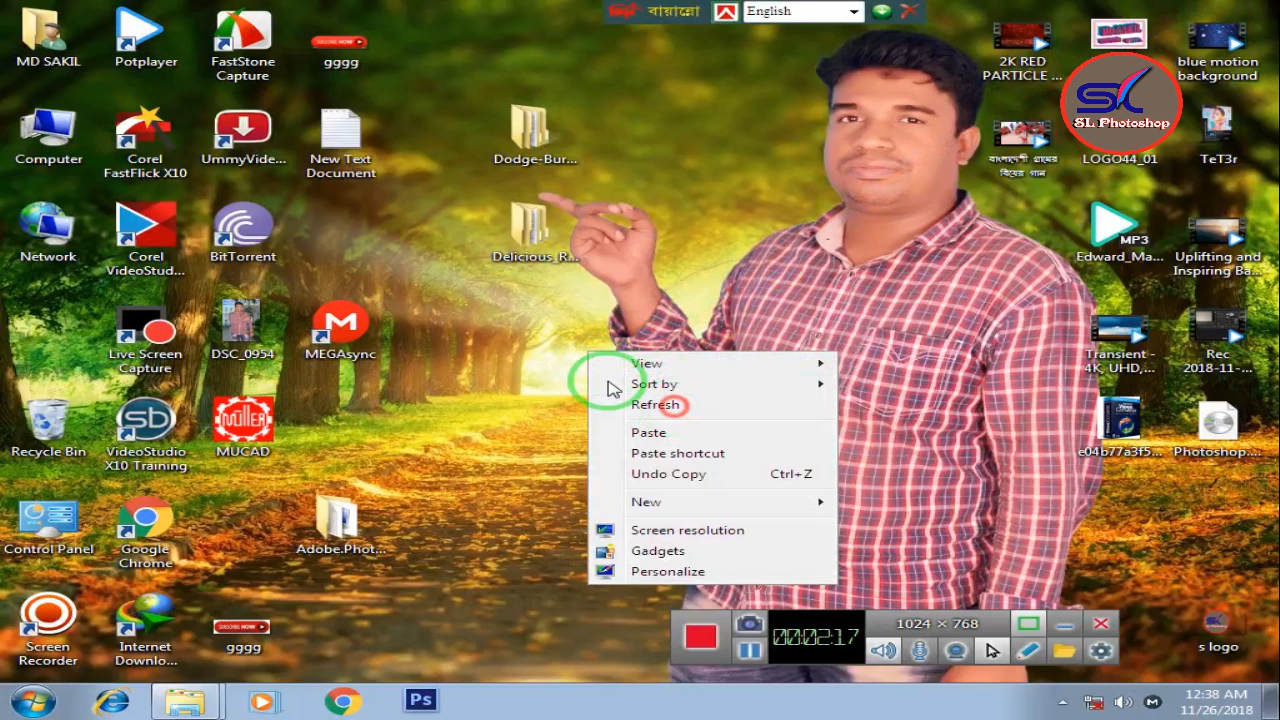 বায়ান্নো
English
MD SAKIL
Potplayer
FastStone
Capture
gggg
2K RED
PARTICLE ...
blue motion
background
SL Photoshop
Computer
Corel
FastFlick X10
UmmyVide...
New Text
Document
Dodge-Bur...
বাংলাদেশী গ্রামের
বিয়ের গান
LOGO44_01
TeT3r
Network
Corel
VideoStud...
BitTorrent
Delicious_R...
MP3
Edward_Ma...
Uplifting and
Inspiring Ba...
Live Screen
Capture
DSC_0954
MEGAsync
Transient -
4K, UHD,...
Rec
2018-11-...
View
Sort by
Refresh
Paste
Paste shortcut
Undo Copy Ctrl+Z
New
Screen resolution
Gadgets
Personalize
Recycle Bin
VideoStudio
X10 Training
MÜLLER
MUCAD
e04b77a3f5...
Photoshop....
Control Panel
Google
Chrome
Adobe.Phot...
Screen
Recorder
Internet
Downlo...
SUBSCRIBE NOW
gggg
00:02:17
1024 × 768
s logo
Ps
12:38 AM
11/26/2018